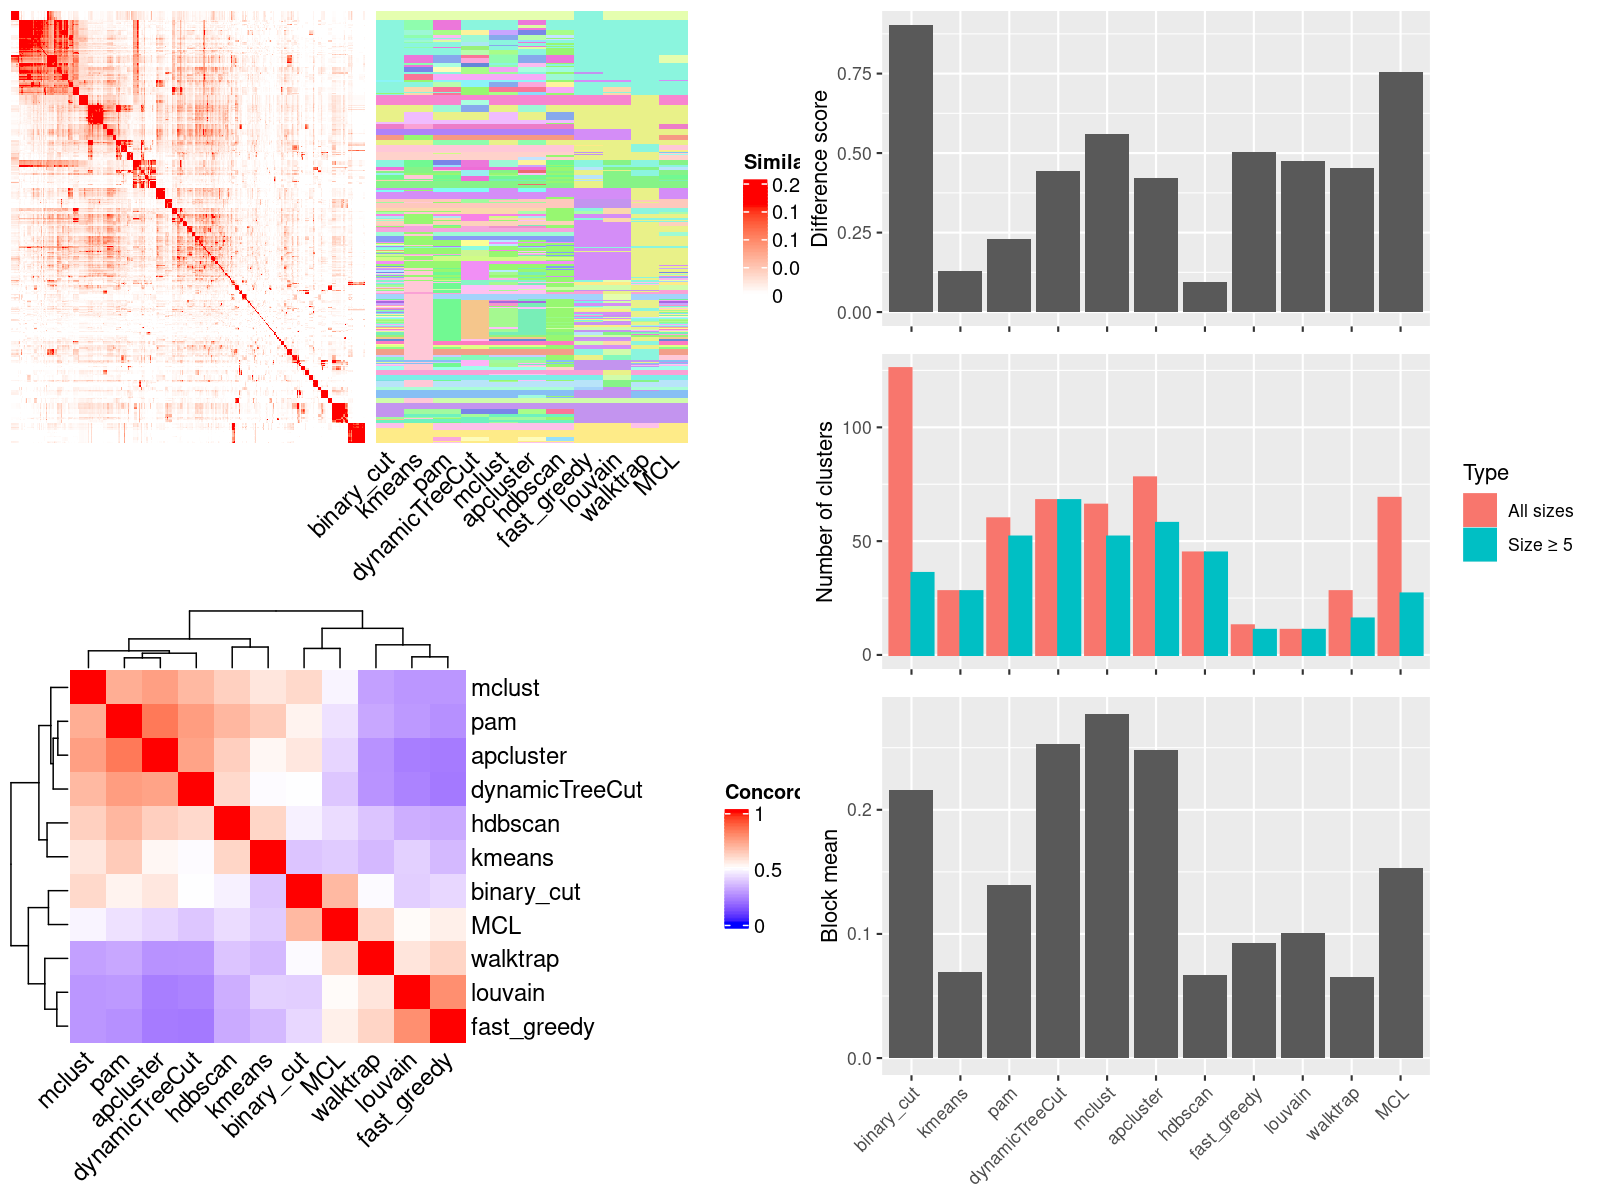 Simila
0.2
0.1
0.1
0.0
0
binary_cut
kmeans
pam
dynamicTreeCut
mclust
apcluster
hdbscan
fast_greedy
louvain
walktrap
MCL
mclust
pam
apcluster
dynamicTreeCut
hdbscan
kmeans
binary_cut
MCL
walktrap
louvain
fast_greedy
mclust
pam
apcluster
dynamicTreeCut
hdbscan
kmeans
binary_cut
MCL
walktrap
louvain
fast_greedy
Concord
1
0.5
0
Difference score
0.75
0.50
0.25
0.00
Number of clusters
100
50
0
Type
All sizes
Size ≥ 5
Block mean
0.2
0.1
0.0
binary_cut
kmeans
pam
dynamicTreeCut
mclust
apcluster
hdbscan
fast_greedy
louvain
walktrap
MCL